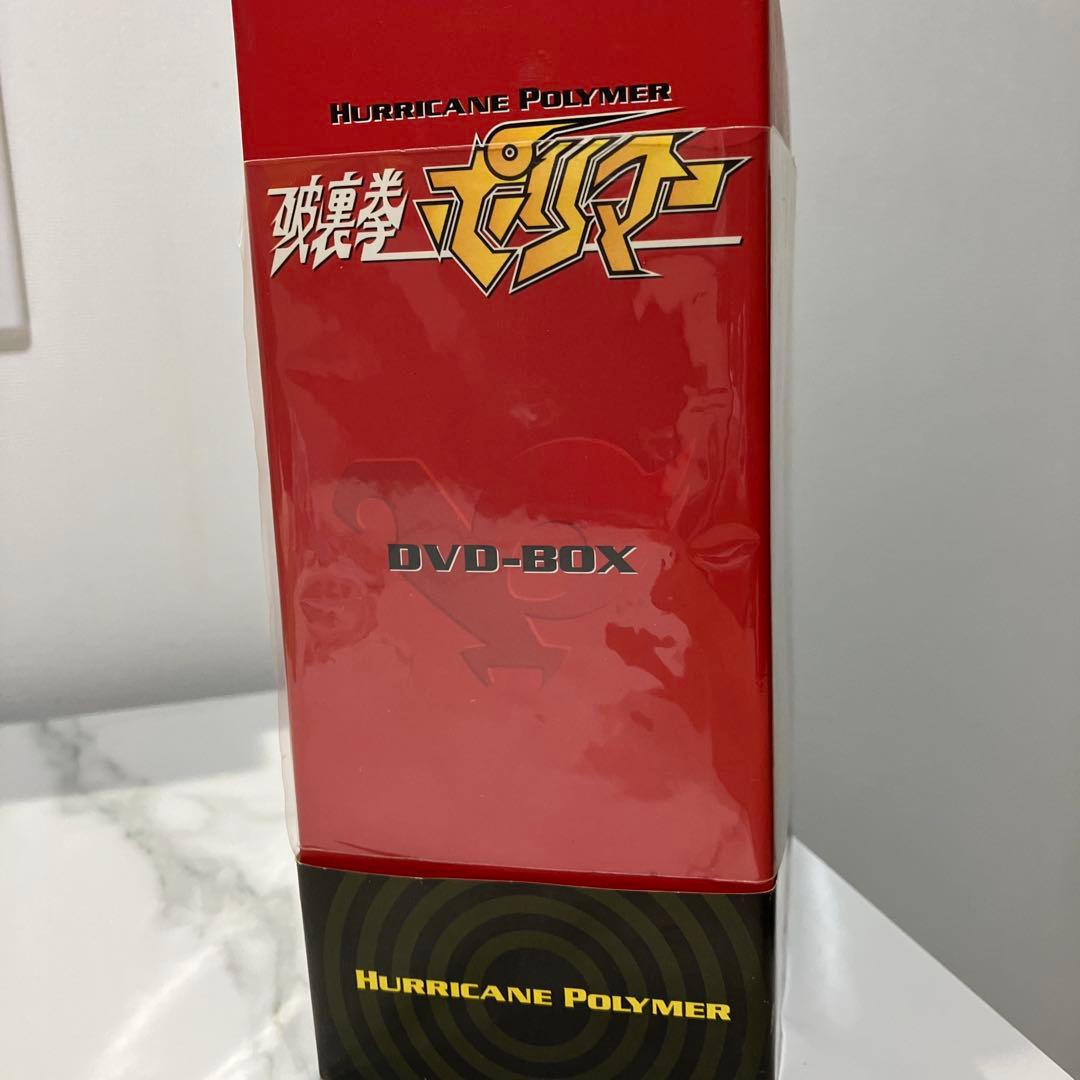 HURRICANE POLYMER
破裏拳ポリマー
DVD-BOX
HURRICANE POLYMER